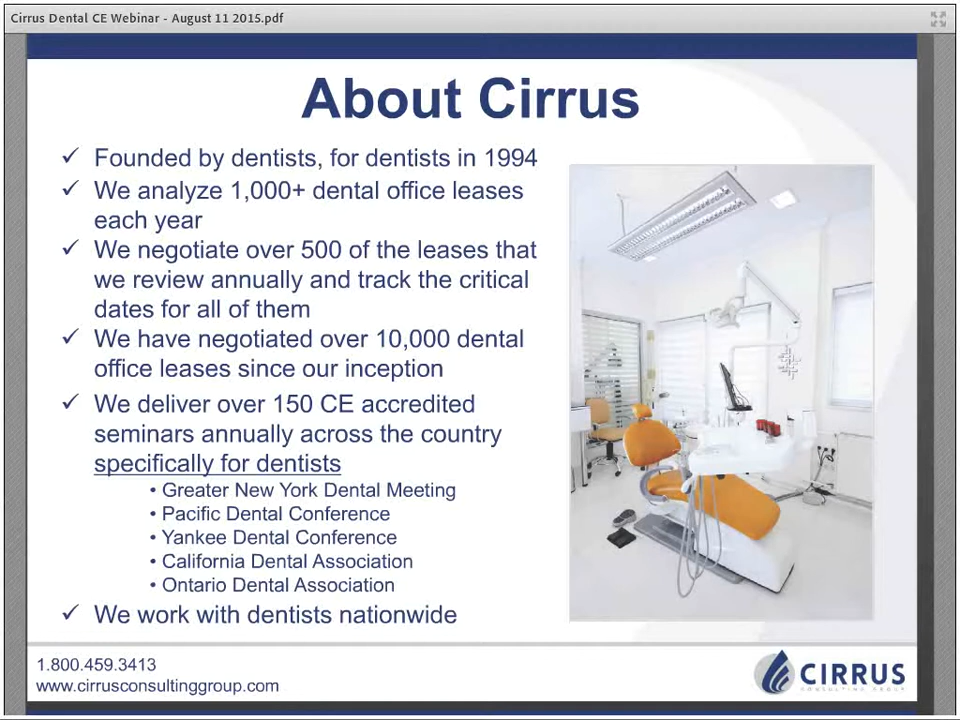 Cirrus Dental CE Webinar - August 11 2015.pdf
About Cirrus
✓ Founded by dentists, for dentists in 1994
✓ We analyze 1,000+ dental office leases
each year
✓ We negotiate over 500 of the leases that
we review annually and track the critical
dates for all of them
✓ We have negotiated over 10,000 dental
office leases since our inception
✓ We deliver over 150 CE accredited
seminars annually across the country
specifically for dentists
• Greater New York Dental Meeting
• Pacific Dental Conference
• Yankee Dental Conference
• California Dental Association
• Ontario Dental Association
✓ We work with dentists nationwide
1.800.459.3413
www.cirrusconsultinggroup.com
CIRRUS
CONSULTING GROUP